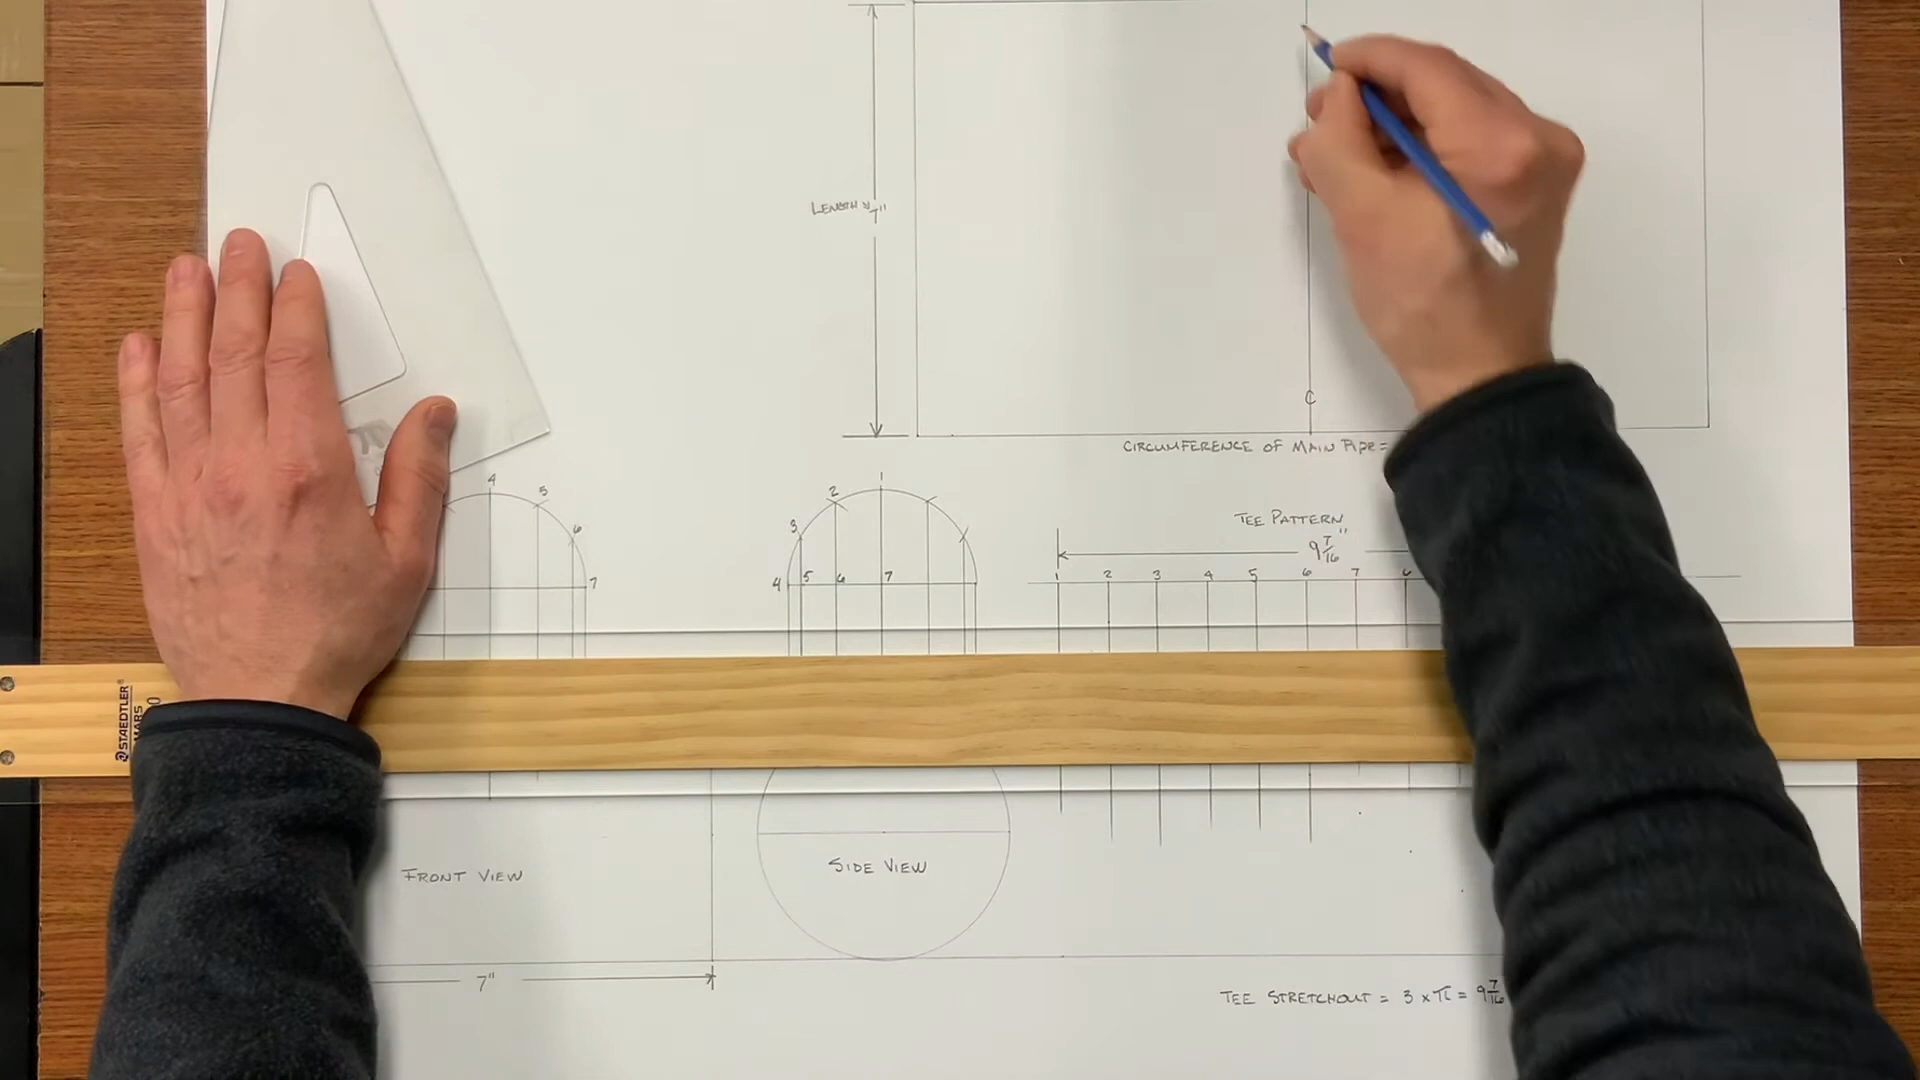 LENGTH = 7"
C
CIRCUMFERENCE OF MAIN PIPE =
4 5 6 7
1 2 3 4 5 6 7
TEE PATTERN
9 7/16"
1 2 3 4 5 6 7 6
STAEDTLER®
MARS
FRONT VIEW
SIDE VIEW
7"
TEE STRETCHOUT = 3 x π = 9 7/16